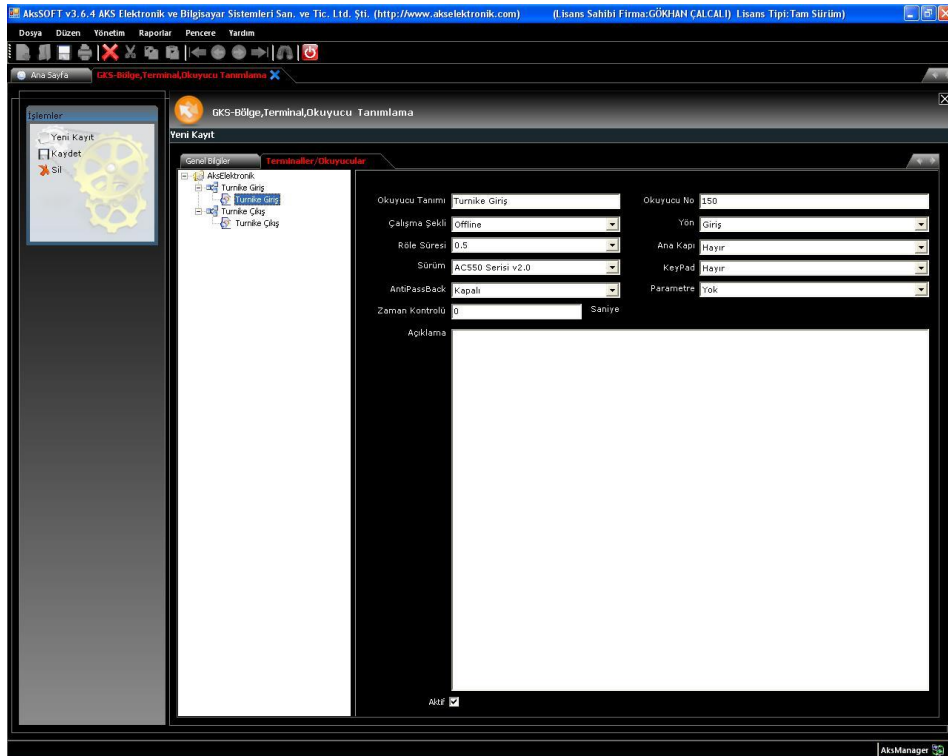 AksSOFT v3.6.4 AKS Elektronik ve Bilgisayar Sistemleri San. ve Tic. Ltd. Şti. (http://www.akselektronik.com) (Lisans Sahibi Firma:GÖKHAN ÇALCALI) Lisans Tipi:Tam Sürüm)
Dosya Düzen Yönetim Raporlar Pencere Yardım
Ana Sayfa GKS-Bölge,Terminal,Okuyucu Tanımlama
İşlemler
Yeni Kayıt
Kaydet
Sil
GKS-Bölge,Terminal,Okuyucu Tanımlama
Yeni Kayıt
Genel Bilgiler Terminaller/Okuyucular
AksElektronik
Turnike Giriş
Turnike Giriş
Turnike Çıkış
Turnike Çıkış
Okuyucu Tanımı Turnike Giriş Okuyucu No 150
Çalışma Şekli Offline Yön Giriş
Röle Süresi 0.5 Ana Kapı Hayır
Sürüm AC550 Serisi v2.0 KeyPad Hayır
AntiPassBack Kapalı Parametre Yok
Zaman Kontrolü 0 Saniye
Açıklama
Aktif
AksManager